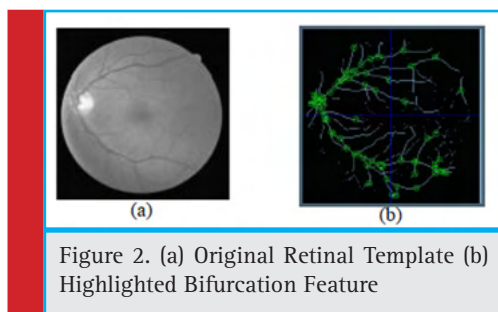 (a) (b)
Figure 2. (a) Original Retinal Template (b)
Highlighted Bifurcation Feature